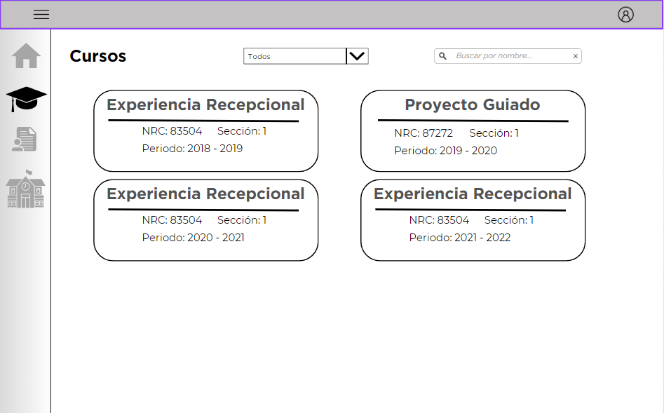 Cursos
Todos
Buscar por nombre...
x
Experiencia Recepcional
NRC: 83504 Sección: 1
Periodo: 2018 - 2019
Proyecto Guiado
NRC: 87272 Sección: 1
Periodo: 2019 - 2020
Experiencia Recepcional
NRC: 83504 Sección: 1
Periodo: 2020 - 2021
Experiencia Recepcional
NRC: 83504 Sección: 1
Periodo: 2021 - 2022